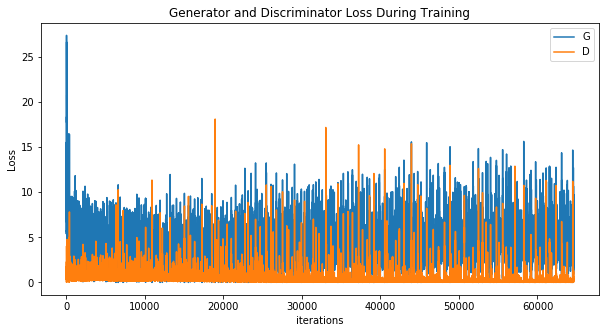 Generator and Discriminator Loss During Training
G
D
25
20
15
10
5
0
Loss
0 10000 20000 30000 40000 50000 60000
iterations